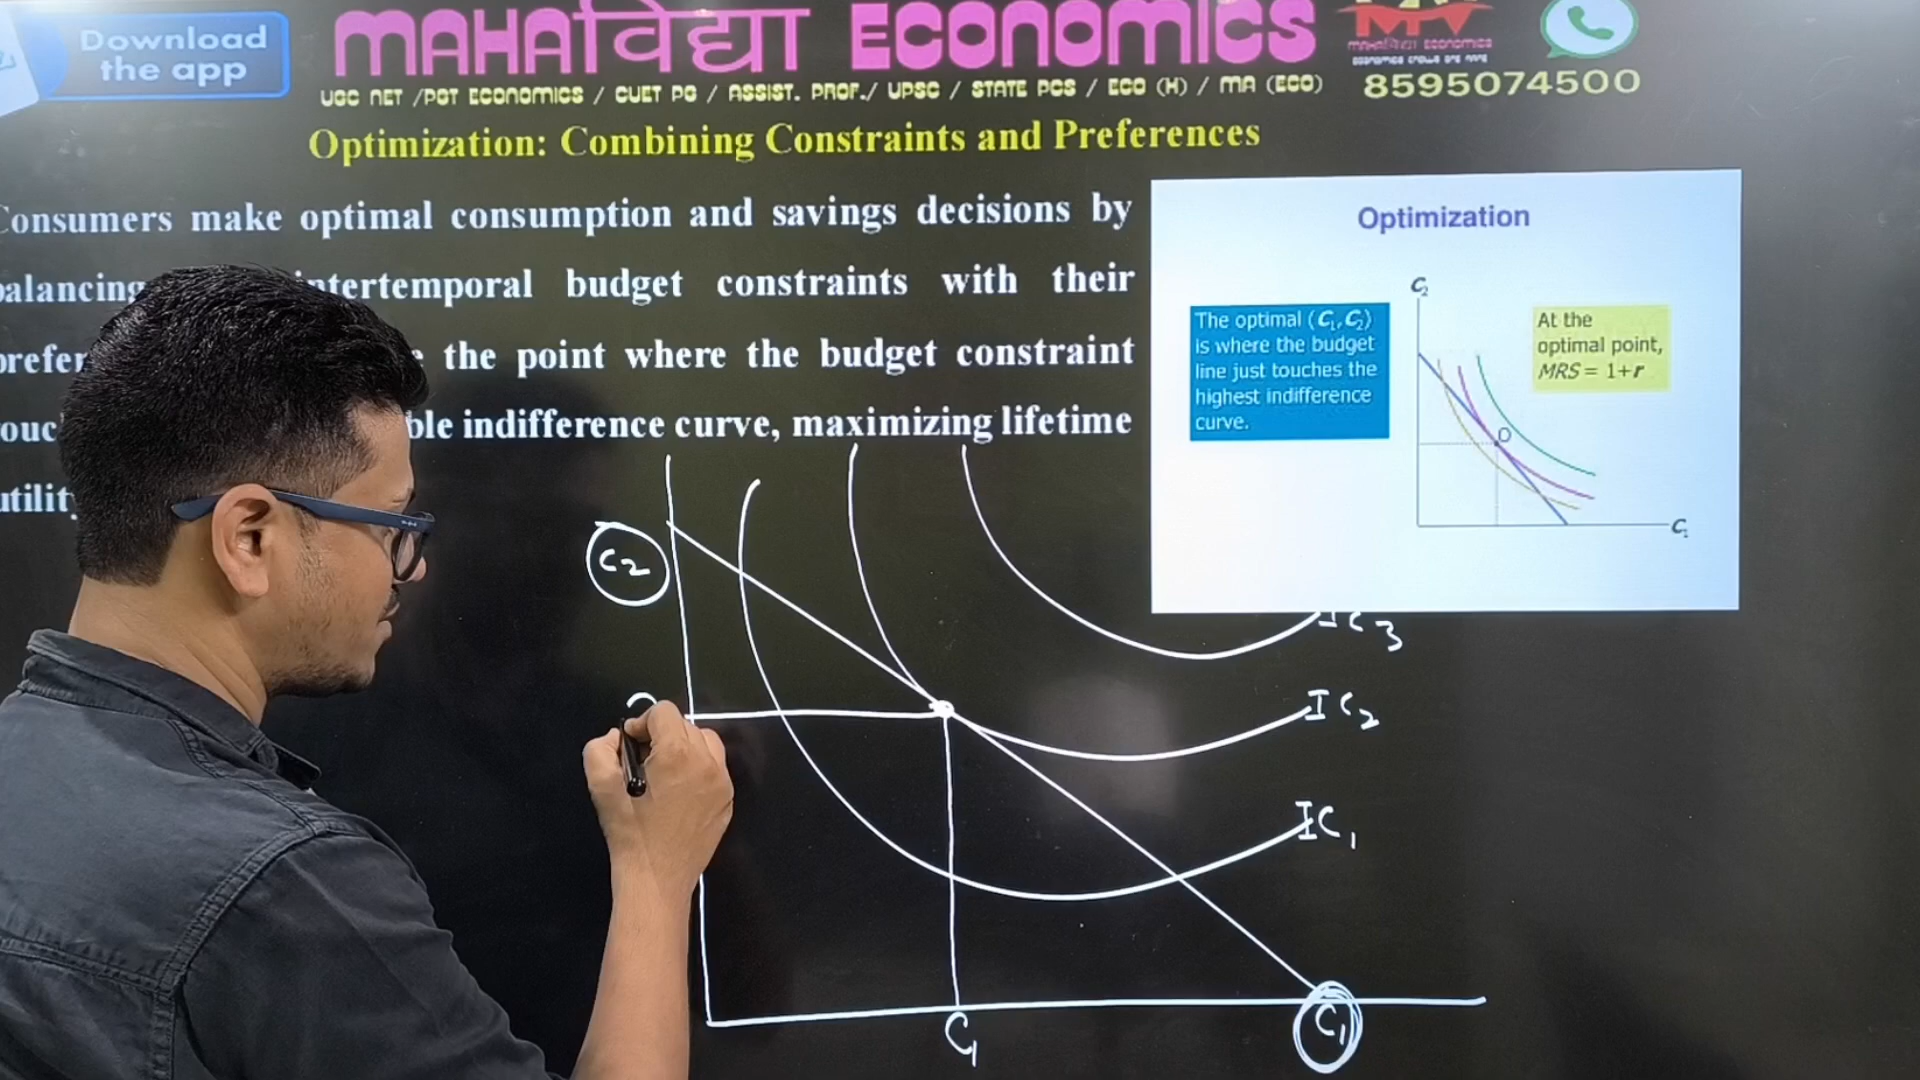 Download
the app
MAHAविद्या ECONOMICS
UGC NET /PGT ECONOMICS / CUET PG / ASSIST. PROF./ UPSC / STATE PCS / ECO (H) / MA (ECO)
MAHAविद्या ECONOMICS
8595074500
Optimization: Combining Constraints and Preferences
Consumers make optimal consumption and savings decisions by
balancing intertemporal budget constraints with their
the point where the budget constraint
indifference curve, maximizing lifetime
utility
Optimization
The optimal (C₁,C₂)
is where the budget
line just touches the
highest indifference
curve.
C₂
At the
optimal point,
MRS = 1+r
O
C₁
C2
IC3
IC2
IC1
C1
C1